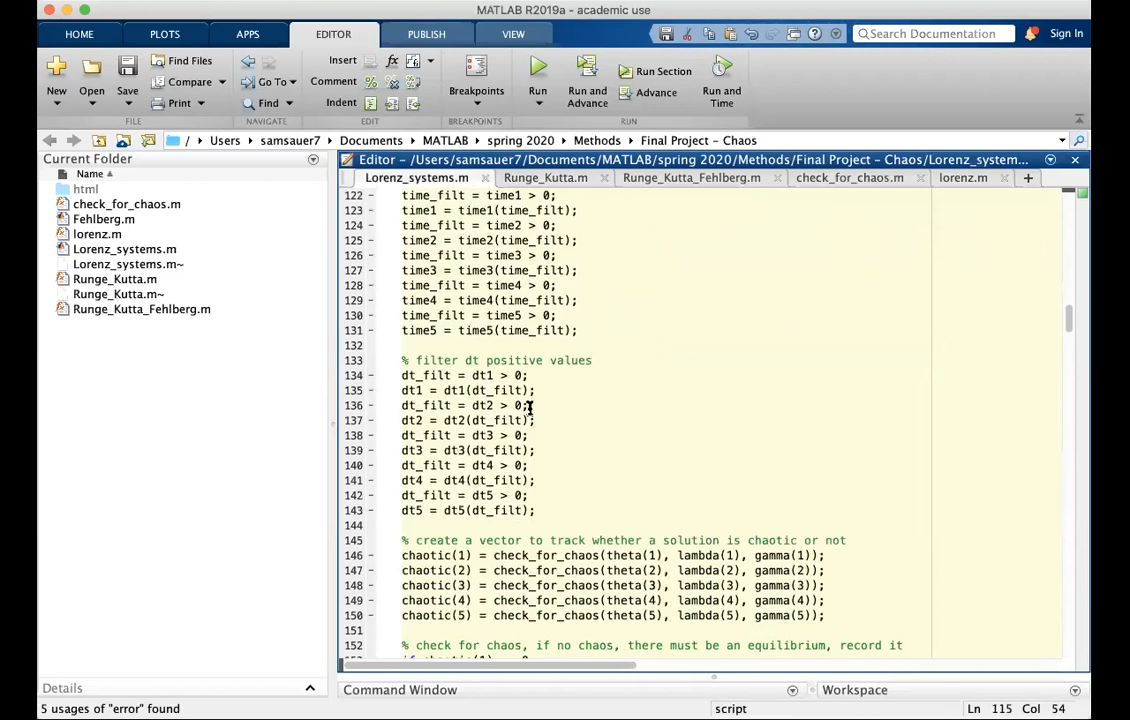 MATLAB R2019a - academic use
HOME PLOTS APPS EDITOR PUBLISH VIEW Search Documentation Sign In
New Open Save Find Files Compare Print
Go To Find
Insert fx
Comment %
Indent
Breakpoints Run Run and Advance Run Section Advance Run and Time
FILE NAVIGATE EDIT BREAKPOINTS RUN
/ Users samsauer7 Documents MATLAB spring 2020 Methods Final Project - Chaos
Current Folder
Name
html
check_for_chaos.m
Fehlberg.m
lorenz.m
Lorenz_systems.m
Lorenz_systems.m~
Runge_Kutta.m
Runge_Kutta.m~
Runge_Kutta_Fehlberg.m
Details
5 usages of "error" found
Editor - /Users/samsauer7/Documents/MATLAB/spring 2020/Methods/Final Project - Chaos/Lorenz_system...
Lorenz_systems.m Runge_Kutta.m Runge_Kutta_Fehlberg.m check_for_chaos.m lorenz.m
122 - time_filt = time1 > 0;
123 - time1 = time1(time_filt);
124 - time_filt = time2 > 0;
125 - time2 = time2(time_filt);
126 - time_filt = time3 > 0;
127 - time3 = time3(time_filt);
128 - time_filt = time4 > 0;
129 - time4 = time4(time_filt);
130 - time_filt = time5 > 0;
131 - time5 = time5(time_filt);
132
133 % filter dt positive values
134 - dt_filt = dt1 > 0;
135 - dt1 = dt1(dt_filt);
136 - dt_filt = dt2 > 0;
137 - dt2 = dt2(dt_filt);
138 - dt_filt = dt3 > 0;
139 - dt3 = dt3(dt_filt);
140 - dt_filt = dt4 > 0;
141 - dt4 = dt4(dt_filt);
142 - dt_filt = dt5 > 0;
143 - dt5 = dt5(dt_filt);
144
145 % create a vector to track whether a solution is chaotic or not
146 - chaotic(1) = check_for_chaos(theta(1), lambda(1), gamma(1));
147 - chaotic(2) = check_for_chaos(theta(2), lambda(2), gamma(2));
148 - chaotic(3) = check_for_chaos(theta(3), lambda(3), gamma(3));
149 - chaotic(4) = check_for_chaos(theta(4), lambda(4), gamma(4));
150 - chaotic(5) = check_for_chaos(theta(5), lambda(5), gamma(5));
151
152 % check for chaos, if no chaos, there must be an equilibrium, record it
Command Window Workspace
script Ln 115 Col 54